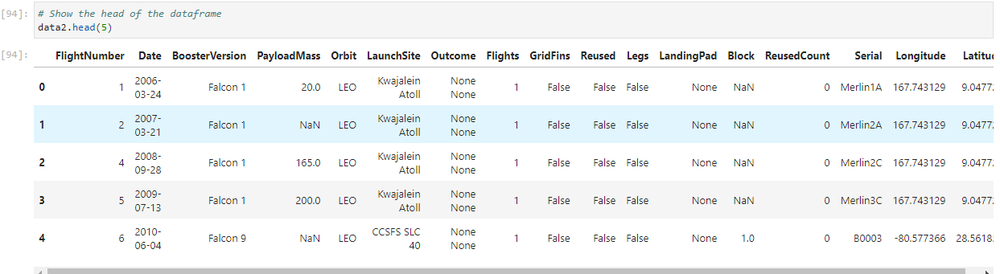 [94]: # Show the head of the dataframe
data2.head(5)
[94]: FlightNumber Date BoosterVersion PayloadMass Orbit LaunchSite Outcome Flights GridFins Reused Legs LandingPad Block ReusedCount Serial Longitude Latitu
0 1 2006-03-24 Falcon 1 20.0 LEO Kwajalein Atoll None None 1 False False False None NaN 0 Merlin1A 167.743129 9.0477
1 2 2007-03-21 Falcon 1 NaN LEO Kwajalein Atoll None None 1 False False False None NaN 0 Merlin2A 167.743129 9.0477
2 4 2008-09-28 Falcon 1 165.0 LEO Kwajalein Atoll None None 1 False False False None NaN 0 Merlin2C 167.743129 9.0477
3 5 2009-07-13 Falcon 1 200.0 LEO Kwajalein Atoll None None 1 False False False None NaN 0 Merlin3C 167.743129 9.0477
4 6 2010-06-04 Falcon 9 NaN LEO CCSFS SLC 40 None None 1 False False False None 1.0 0 B0003 -80.577366 28.5618